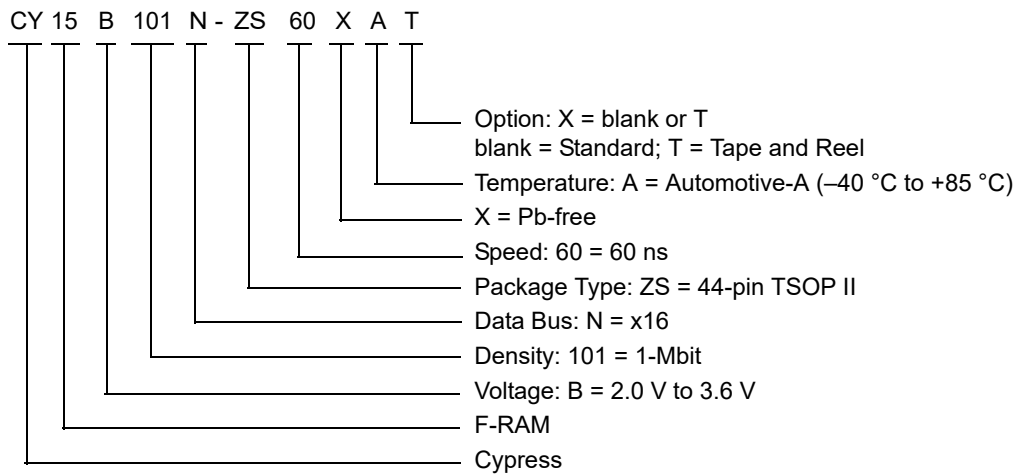 CY 15 B 101 N - ZS 60 X A T
Option: X = blank or T
blank = Standard; T = Tape and Reel
Temperature: A = Automotive-A (–40 °C to +85 °C)
X = Pb-free
Speed: 60 = 60 ns
Package Type: ZS = 44-pin TSOP II
Data Bus: N = x16
Density: 101 = 1-Mbit
Voltage: B = 2.0 V to 3.6 V
F-RAM
Cypress